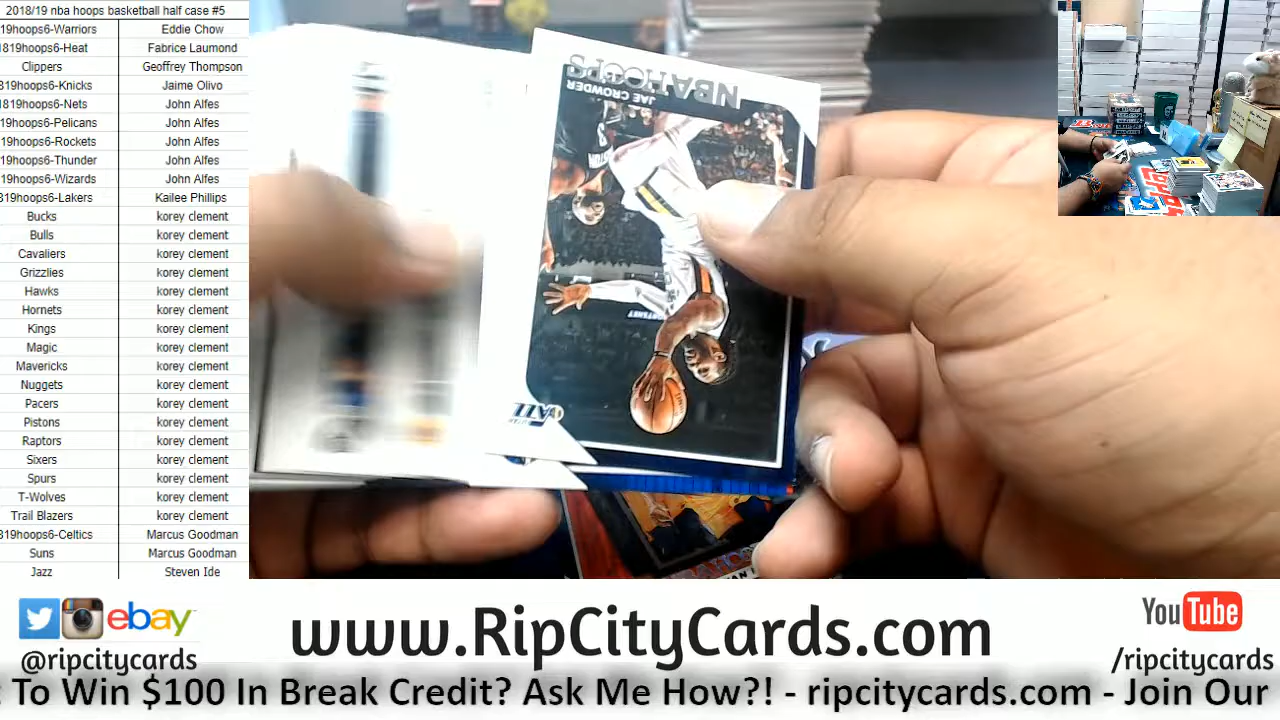 2018/19 nba hoops basketball half case #5
19hoops6-Warriors Eddie Chow
1819hoops6-Heat Fabrice Laumond
Clippers Geoffrey Thompson
819hoops6-Knicks Jaime Olivo
1819hoops6-Nets John Alfes
819hoops6-Pelicans John Alfes
819hoops6-Rockets John Alfes
819hoops6-Thunder John Alfes
819hoops6-Wizards John Alfes
819hoops6-Lakers Kailee Phillips
Bucks korey clement
Bulls korey clement
Cavaliers korey clement
Grizzlies korey clement
Hawks korey clement
Hornets korey clement
Kings korey clement
Magic korey clement
Mavericks korey clement
Nuggets korey clement
Pacers korey clement
Pistons korey clement
Raptors korey clement
Sixers korey clement
Spurs korey clement
T-Wolves korey clement
Trail Blazers korey clement
819hoops6-Celtics Marcus Goodman
Suns Marcus Goodman
Jazz Steven Ide
NBA HOOPS
JAE CROWDER
ebay
@ripcitycards
www.RipCityCards.com
YouTube
/ripcitycards
To Win $100 In Break Credit? Ask Me How?! - ripcitycards.com - Join Our